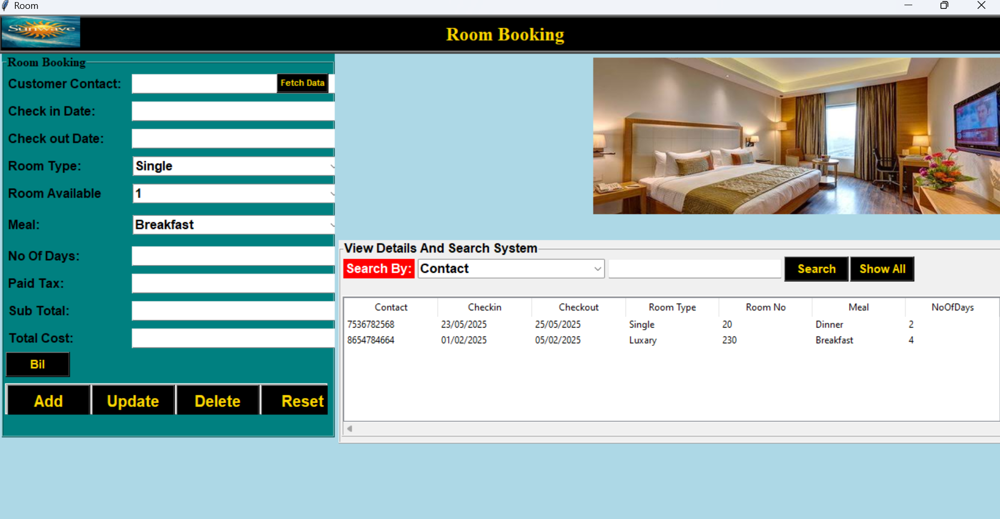 Room
Sunwave
Room Booking
Room Booking
Customer Contact:
Fetch Data
Check in Date:
Check out Date:
Room Type:
Single
Room Available
1
Meal:
Breakfast
No Of Days:
Paid Tax:
Sub Total:
Total Cost:
Bil
Add Update Delete Reset
View Details And Search System
Search By: Contact Search Show All
Contact Checkin Checkout Room Type Room No Meal NoOfDays
7536782568 23/05/2025 25/05/2025 Single 20 Dinner 2
8654784664 01/02/2025 05/02/2025 Luxary 230 Breakfast 4